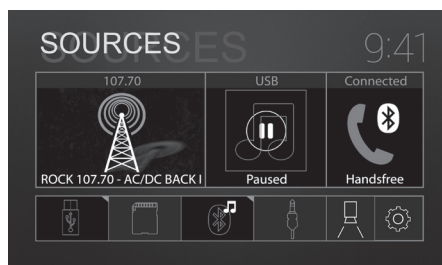 SOURCES
9:41
107.70
USB
Connected
ROCK 107.70 - AC/DC BACK I
Paused
Handsfree